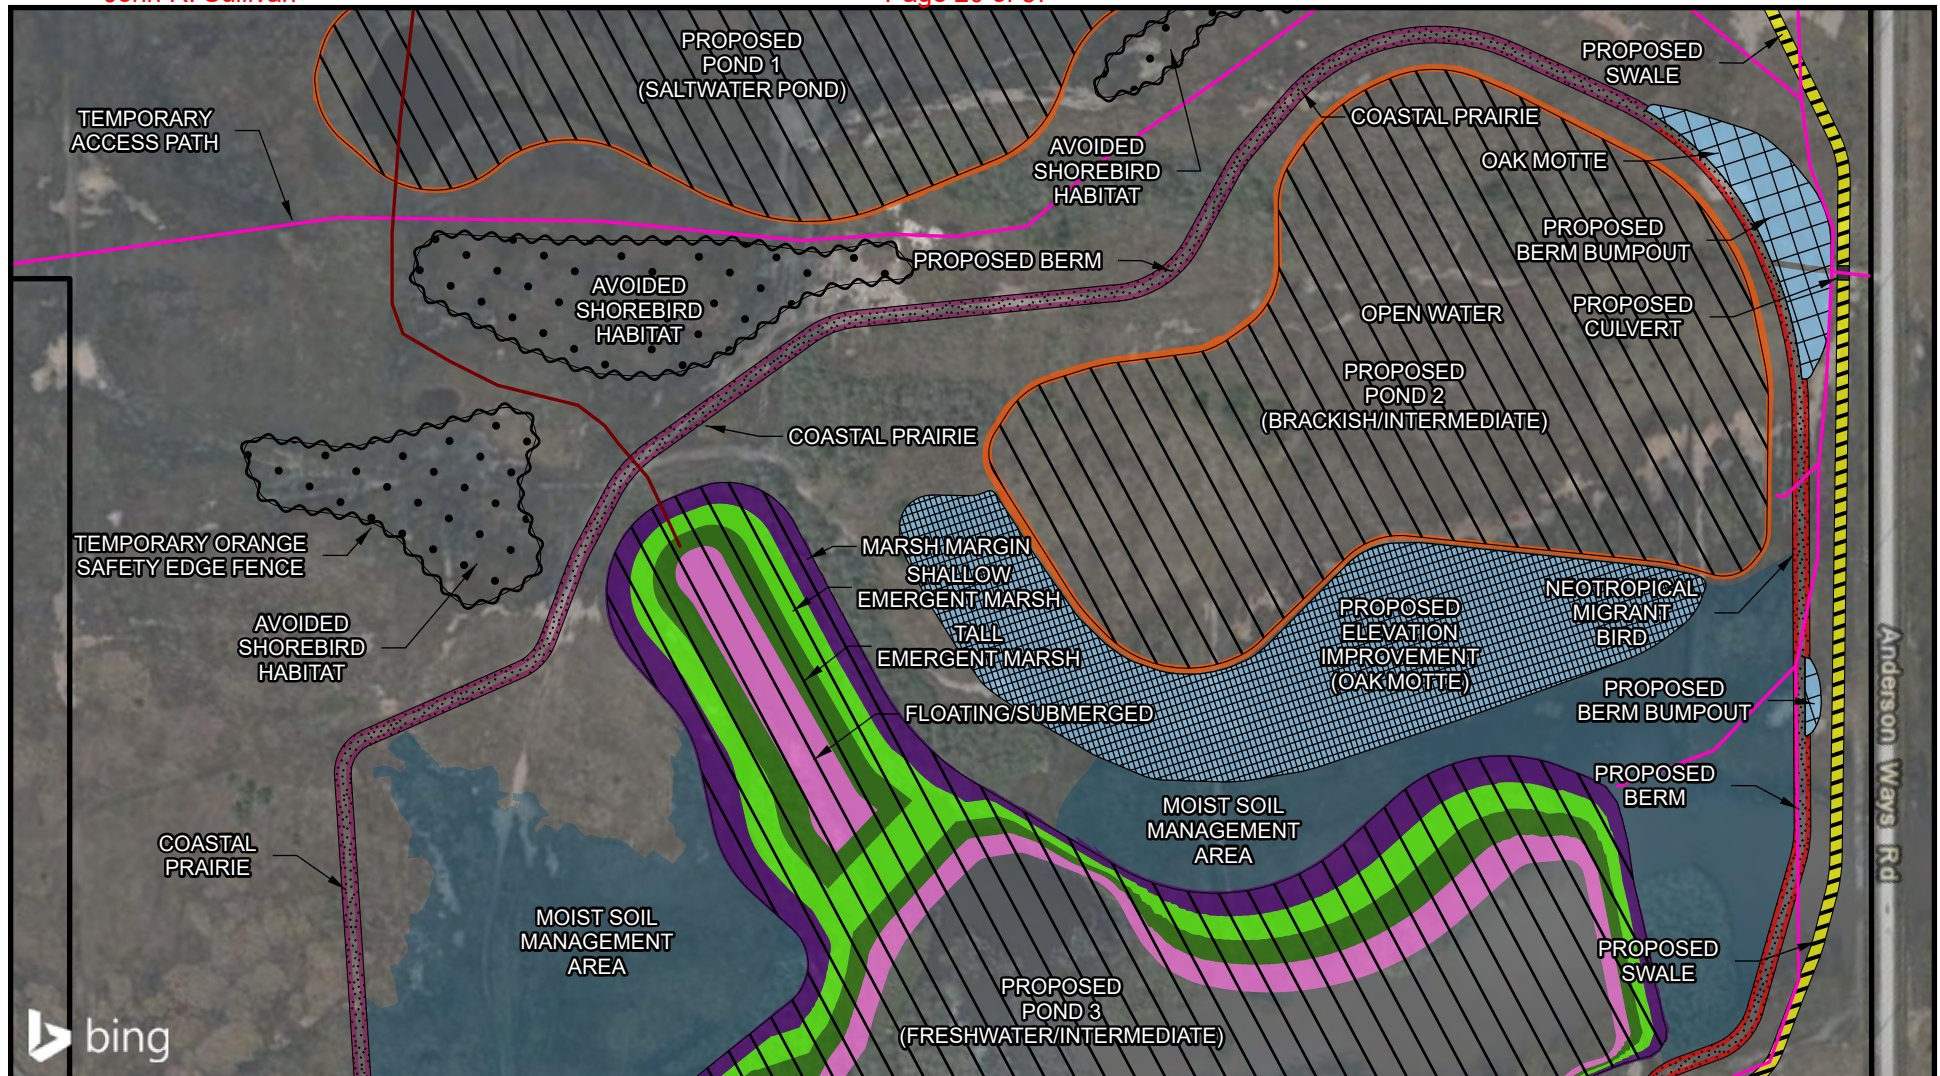 PROPOSED
POND 1
(SALTWATER POND)
PROPOSED
SWALE
TEMPORARY
ACCESS PATH
COASTAL PRAIRIE
AVOIDED
SHOREBIRD
HABITAT
OAK MOTTE
PROPOSED
BERM BUMPOUT
PROPOSED BERM
AVOIDED
SHOREBIRD
HABITAT
OPEN WATER
PROPOSED
CULVERT
PROPOSED
POND 2
(BRACKISH/INTERMEDIATE)
COASTAL PRAIRIE
TEMPORARY ORANGE
SAFETY EDGE FENCE
MARSH MARGIN
SHALLOW
EMERGENT MARSH
NEOTROPICAL
MIGRANT
BIRD
PROPOSED
ELEVATION
IMPROVEMENT
(OAK MOTTE)
AVOIDED
SHOREBIRD
HABITAT
TALL
EMERGENT MARSH
FLOATING/SUBMERGED
PROPOSED
BERM BUMPOUT
Anderson Ways Rd
PROPOSED
BERM
MOIST SOIL
MANAGEMENT
AREA
COASTAL
PRAIRIE
MOIST SOIL
MANAGEMENT
AREA
PROPOSED
SWALE
PROPOSED
POND 3
(FRESHWATER/INTERMEDIATE)
bing